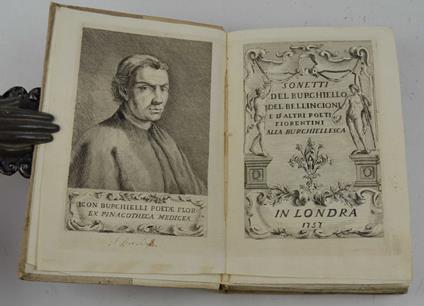 ICON BURCHIELLI POETÆ FLOR
EX PINACOTHECA MEDICEA
SONETTI
DEL BURCHIELLO
DEL BELLINCIONI
E D'ALTRI POETI
FIORENTINI
ALLA BURCHIELLESCA
IN LONDRA
1757